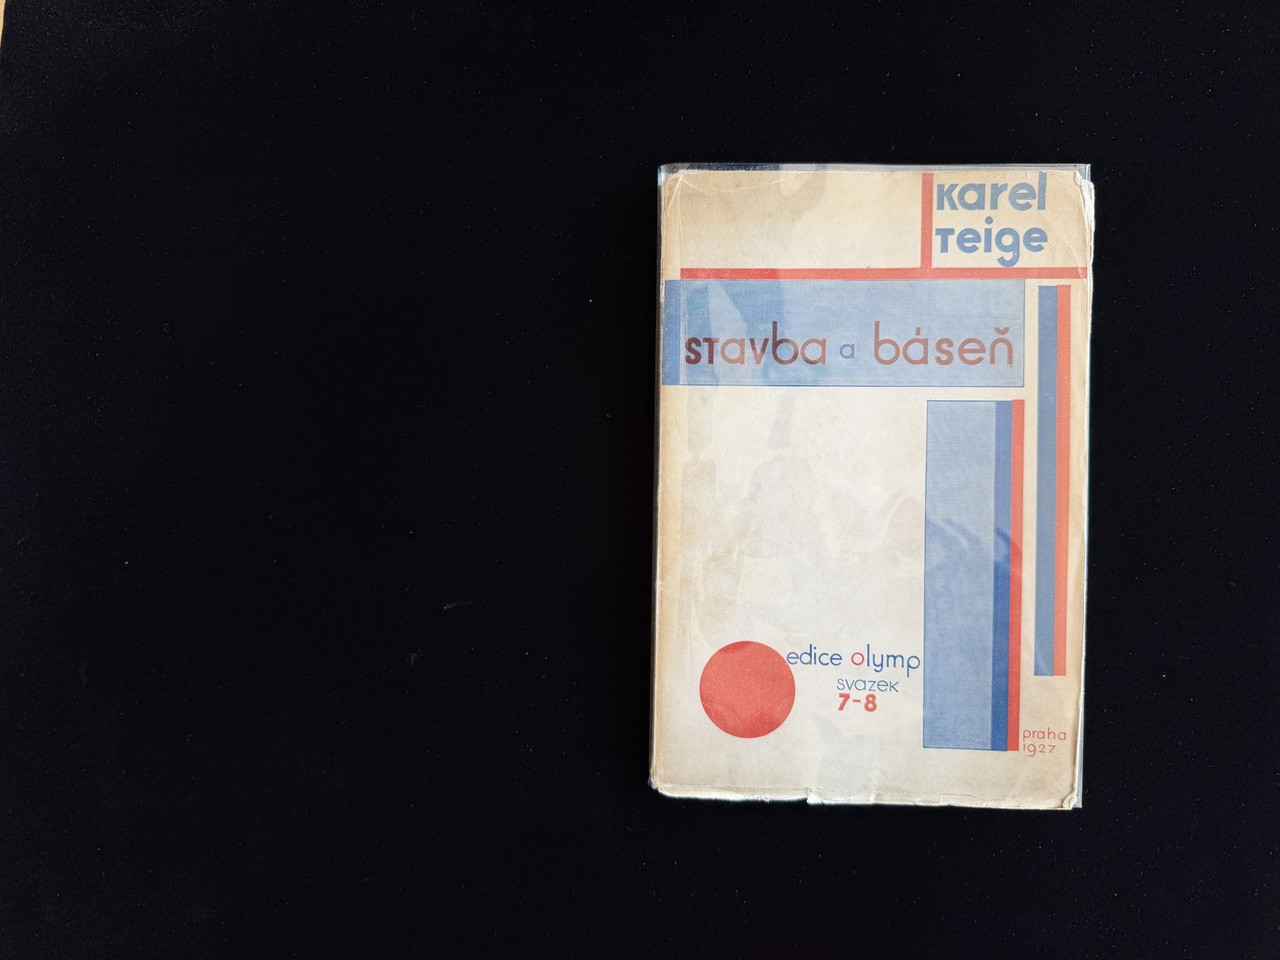 Karel
Teige
stavba a báseň
edice olymp
svazek
7-8
praha
1927